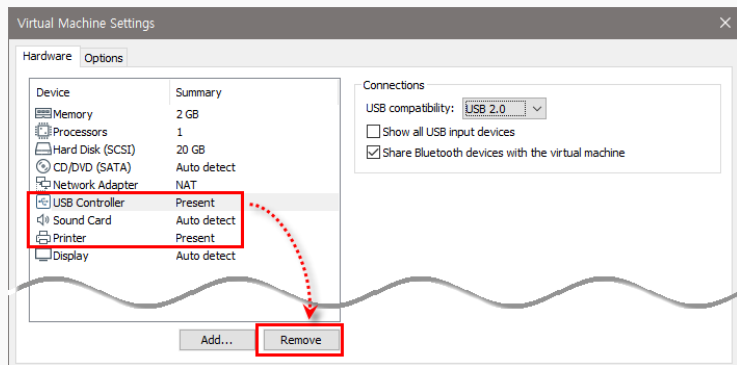 Virtual Machine Settings
Hardware Options
Device Summary
Memory 2 GB
Processors 1
Hard Disk (SCSI) 20 GB
CD/DVD (SATA) Auto detect
Network Adapter NAT
USB Controller Present
Sound Card Auto detect
Printer Present
Display Auto detect
Add... Remove
Connections
USB compatibility: USB 2.0
Show all USB input devices
Share Bluetooth devices with the virtual machine